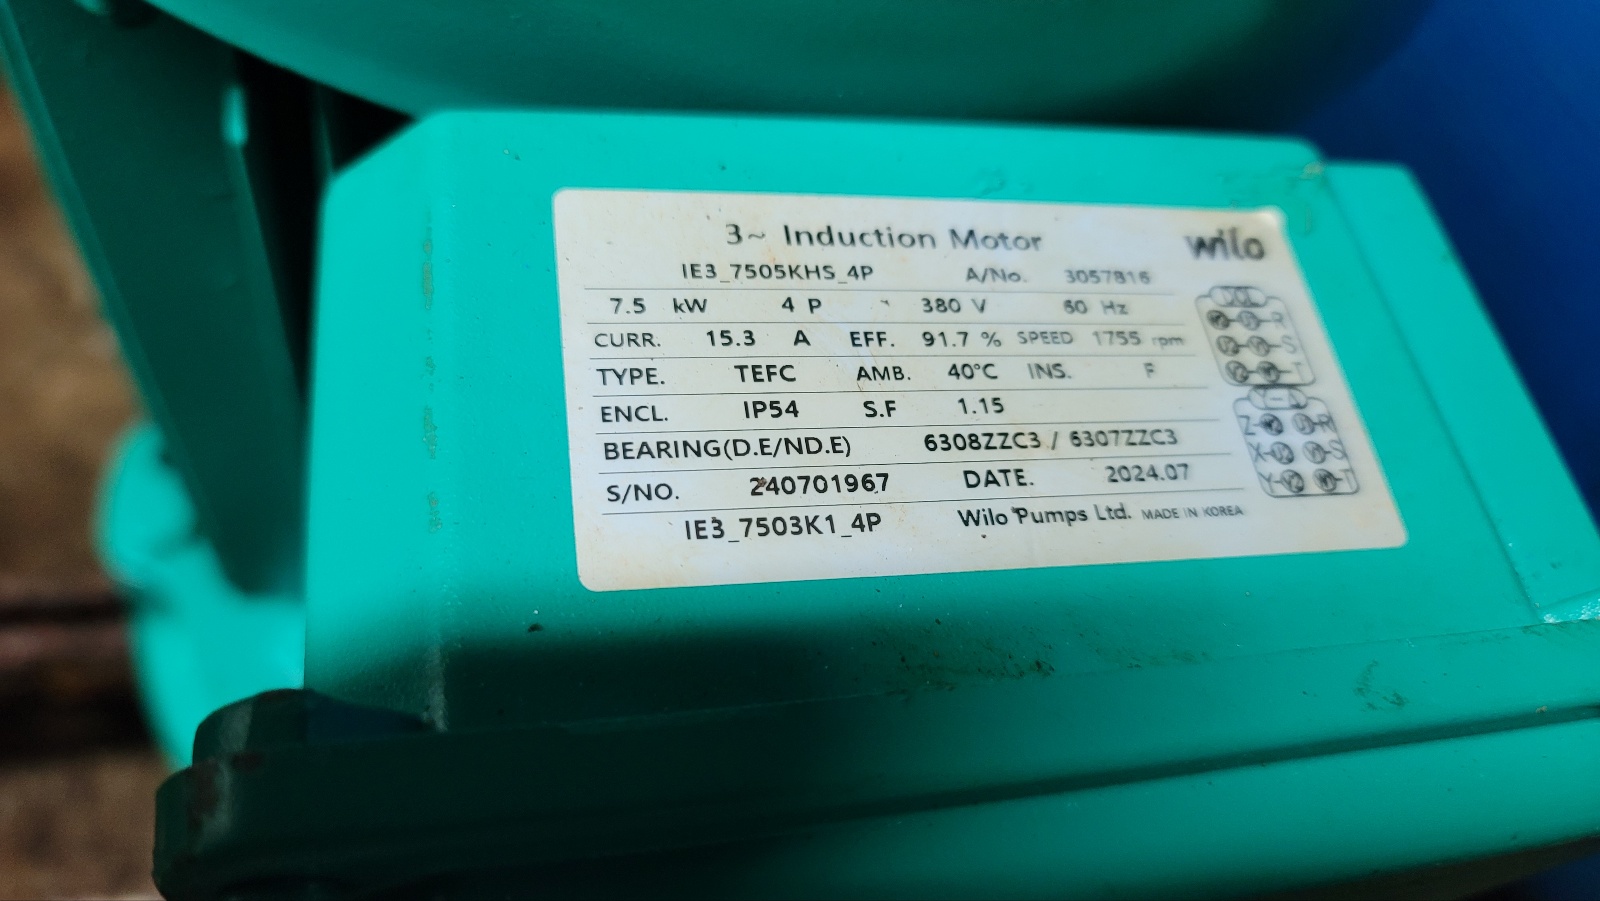 3~ Induction Motor wilo
IE3_7505KHS_4P A/No. 3057816
7.5 kW 4 P 380 V 60 Hz
CURR. 15.3 A EFF. 91.7 % SPEED 1755 rpm
TYPE. TEFC AMB. 40°C INS. F
ENCL. IP54 S.F 1.15
BEARING(D.E/ND.E) 6308ZZC3 / 6307ZZC3
S/NO. 240701967 DATE. 2024.07
IE3_7503K1_4P Wilo Pumps Ltd. MADE IN KOREA